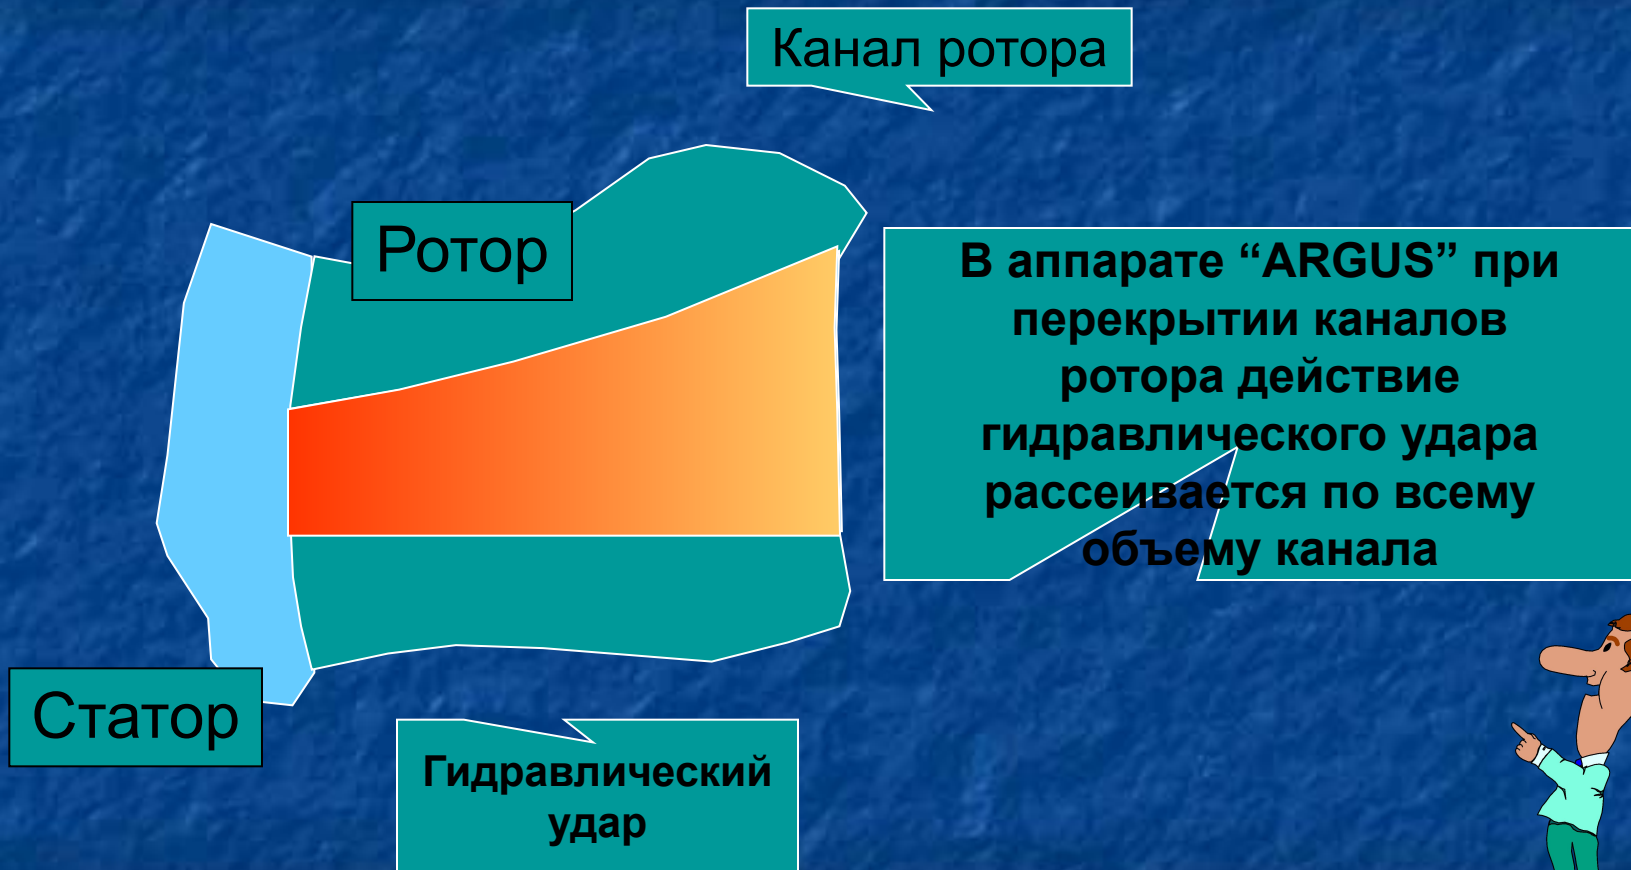 Канал ротора
Ротор
В аппарате “ARGUS” при
перекрытии каналов
ротора действие
гидравлического удара
рассеивается по всему
объему канала
Статор
Гидравлический
удар